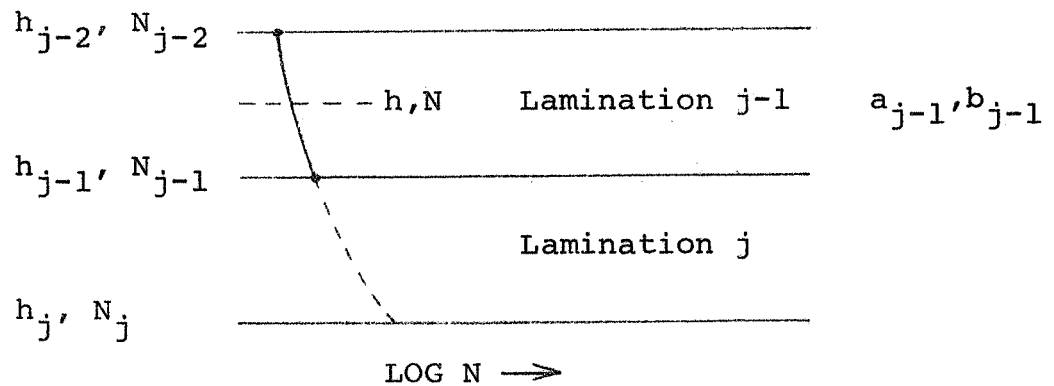 h_{j-2}, N_{j-2}
h, N Lamination j-1 a_{j-1}, b_{j-1}
h_{j-1}, N_{j-1}
Lamination j
h_j, N_j
LOG N →